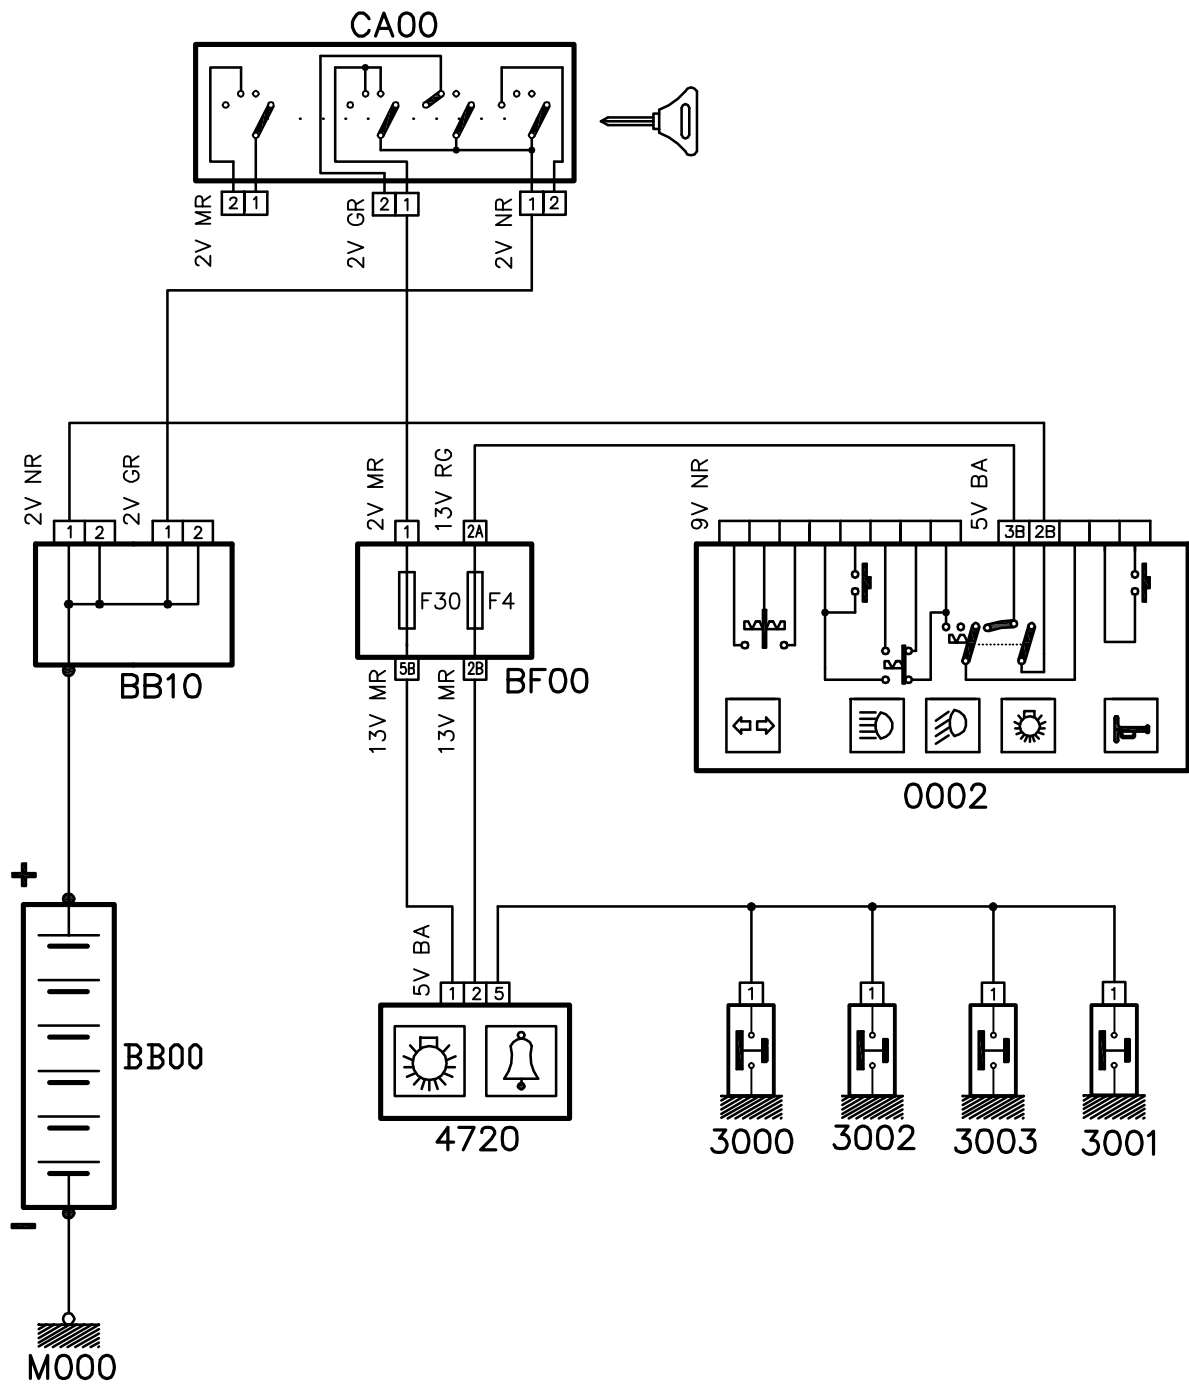 CA00
2V MR
2 1
2V GR
2 1
2V NR
1 2
2V NR
1 2
2V GR
1 2
2V MR
1
13V RG
2A
9V NR
5V BA
3B 2B
F30
F4
BB10
5B
2B
BF00
13V MR
13V MR
0002
+
5V BA
1 2 5
1
1
1
1
BB00
4720
3000
3002
3003
3001
−
M000